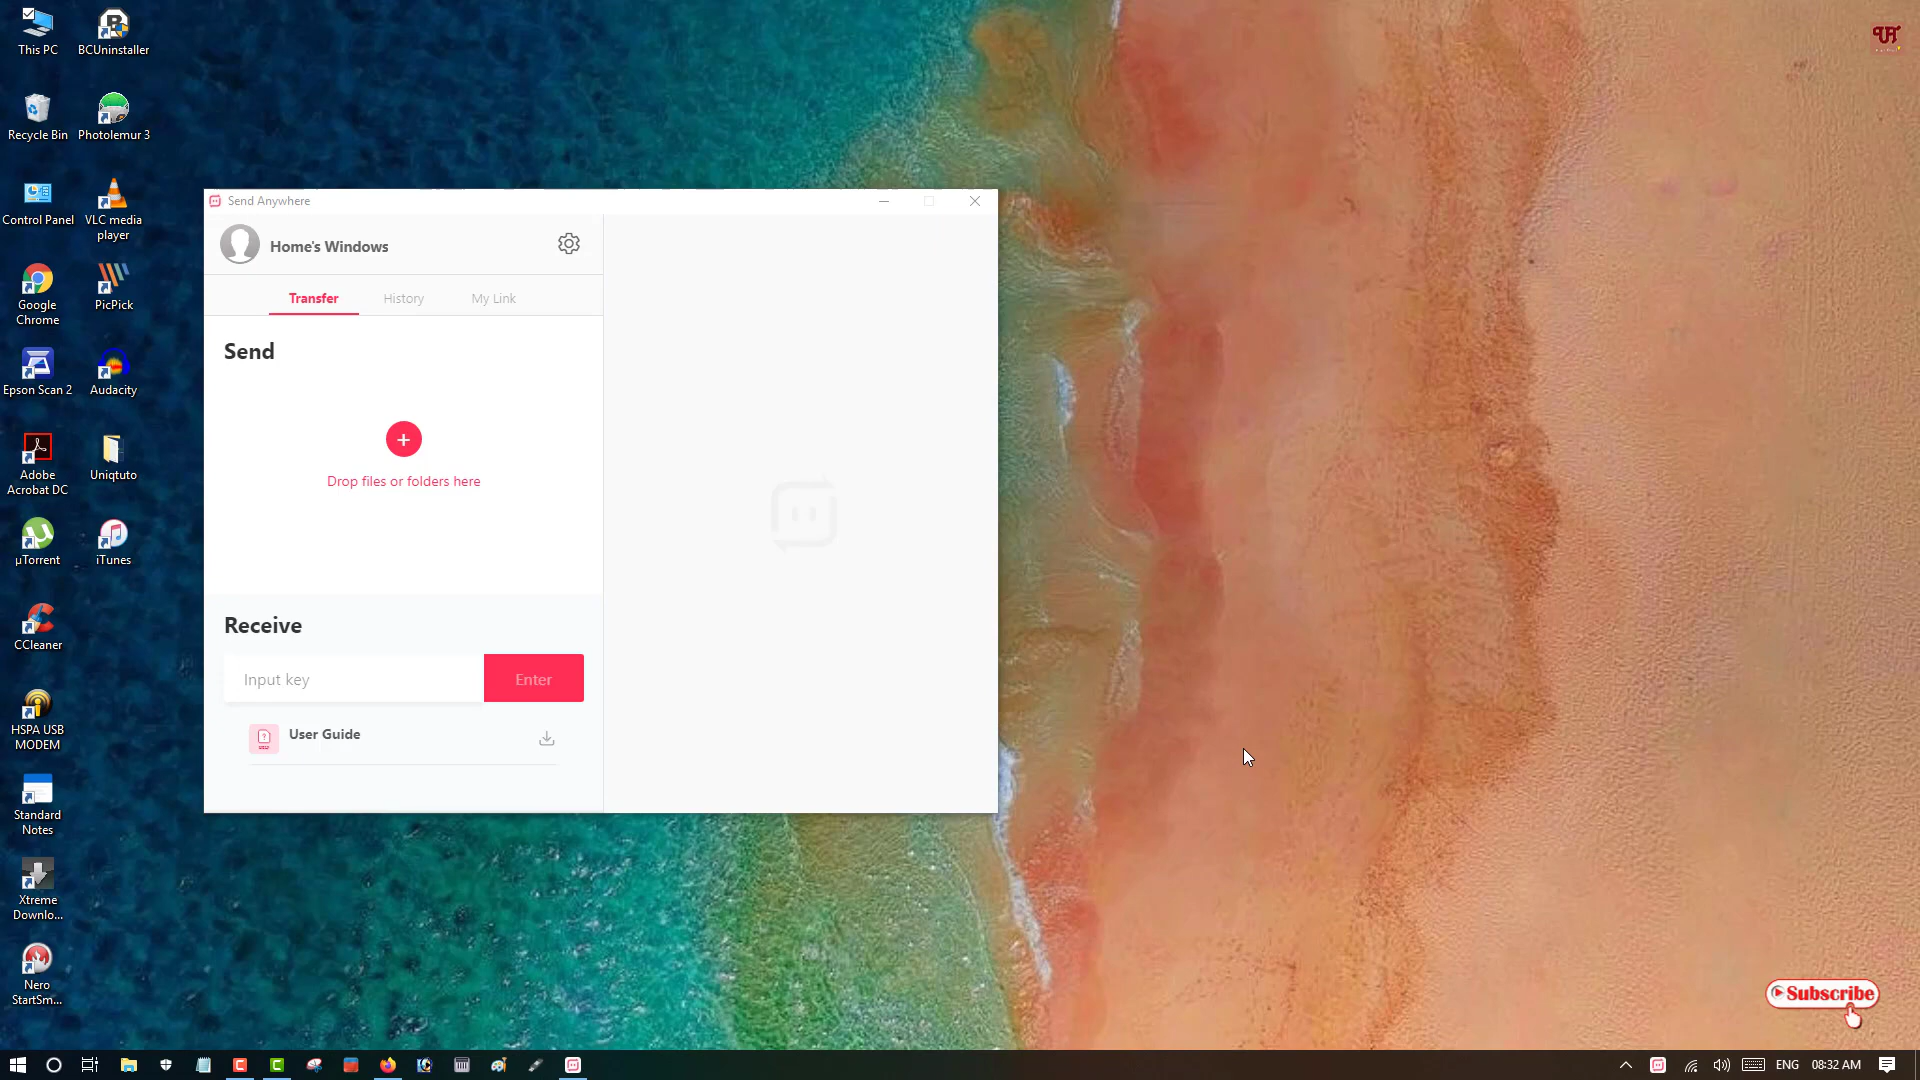 This PC
BCUninstaller
Recycle Bin
Photolemur 3
Control Panel
VLC media
player
Google
Chrome
PicPick
Epson Scan 2
Audacity
Adobe
Acrobat DC
Uniqtuto
µTorrent
iTunes
CCleaner
HSPA USB
MODEM
Standard
Notes
Xtreme
Downlo...
Nero
StartSm...
Send Anywhere
Home's Windows
Transfer
History
My Link
Send
Drop files or folders here
Receive
Input key
Enter
User Guide
UT
Subscribe
ENG
08:32 AM